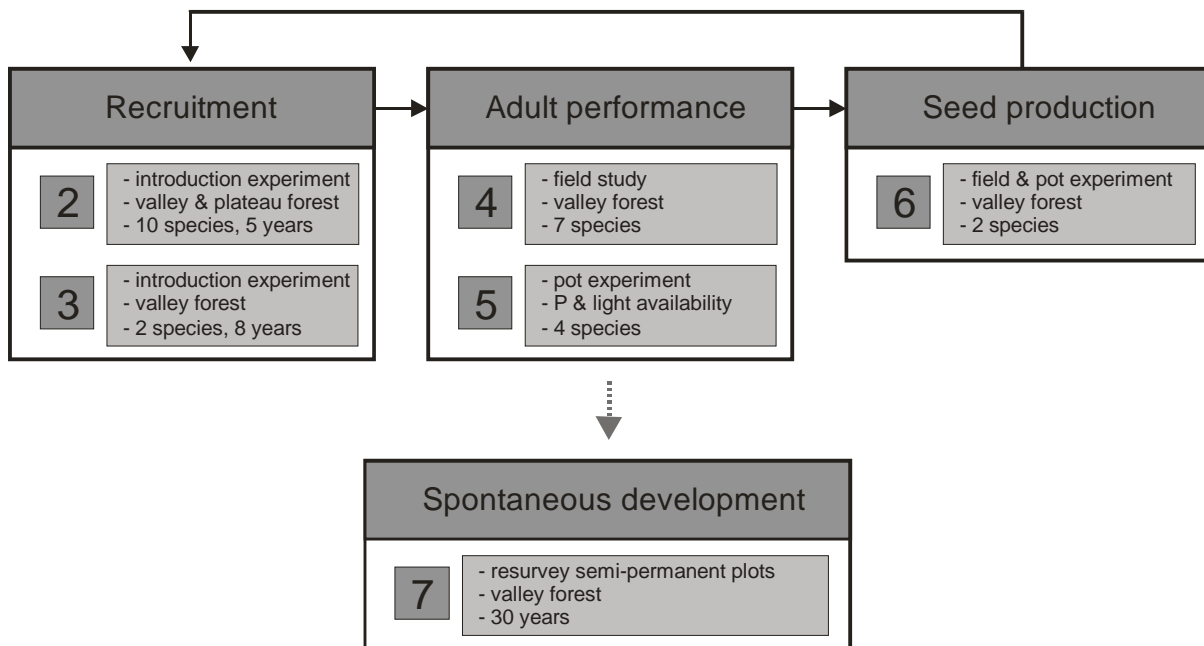 Recruitment
2
- introduction experiment
- valley & plateau forest
- 10 species, 5 years
3
- introduction experiment
- valley forest
- 2 species, 8 years
Adult performance
4
- field study
- valley forest
- 7 species
5
- pot experiment
- P & light availability
- 4 species
Seed production
6
- field & pot experiment
- valley forest
- 2 species
Spontaneous development
7
- resurvey semi-permanent plots
- valley forest
- 30 years